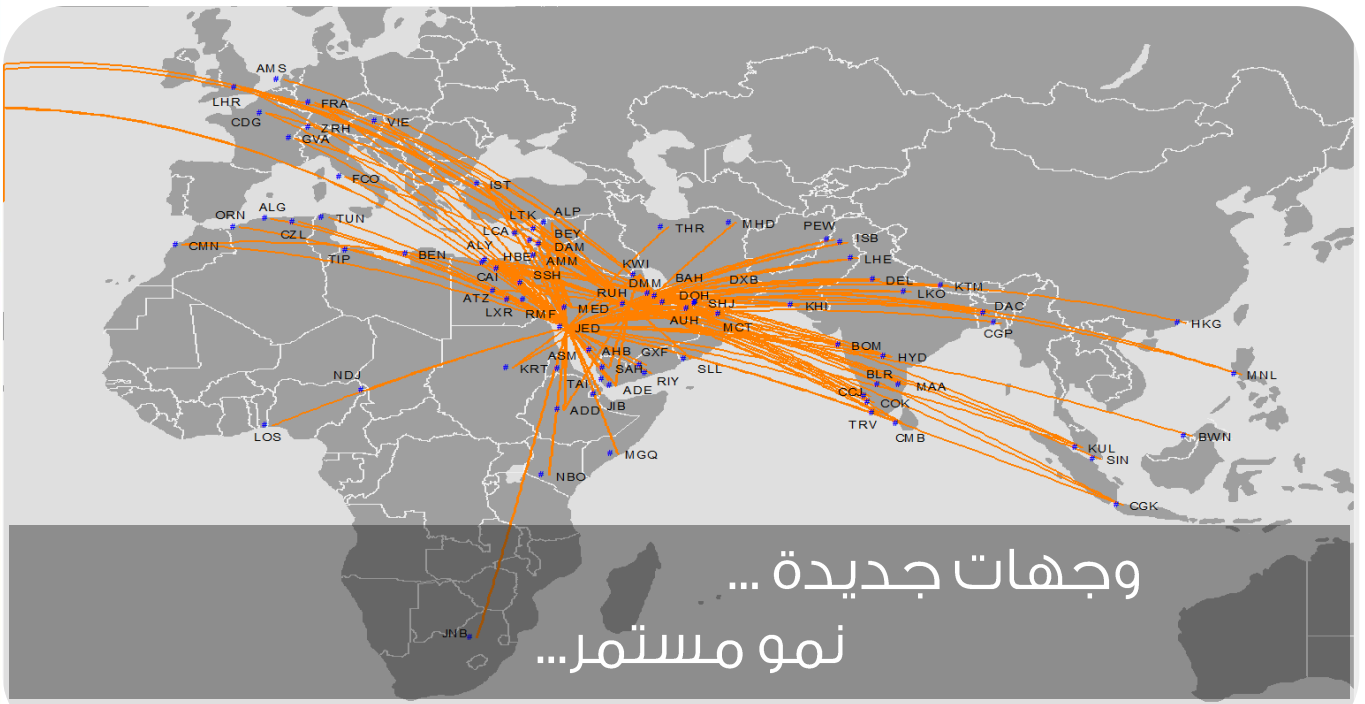 AMS
LHR
FRA
CDG
ZRH
VIE
GVA
FCO
IST
ALG
ORN
TUN
CZL
CMN
TIP
BEN
LTK
ALP
LCA
BEY
ALY
HBE
DAM
AMM
CAI
SSH
ATZ
LXR
RMF
THR
MHD
KWI
DMM
BAH
DXB
RUH
DOH
SHJ
MED
AUH
MCT
JED
PEW
ISB
LHE
DEL
LKO
KTM
KHI
DAC
CGP
HKG
MNL
BOM
HYD
BLR
MAA
CCJ
COK
TRV
CMB
ASM
AHB
GXF
SLL
KRT
SAH
TAI
RIY
ADE
ADD
JIB
NDJ
LOS
MGQ
NBO
KUL
SIN
BWN
CGK
JNB
وجهات جديدة ...
نمو مستمر...